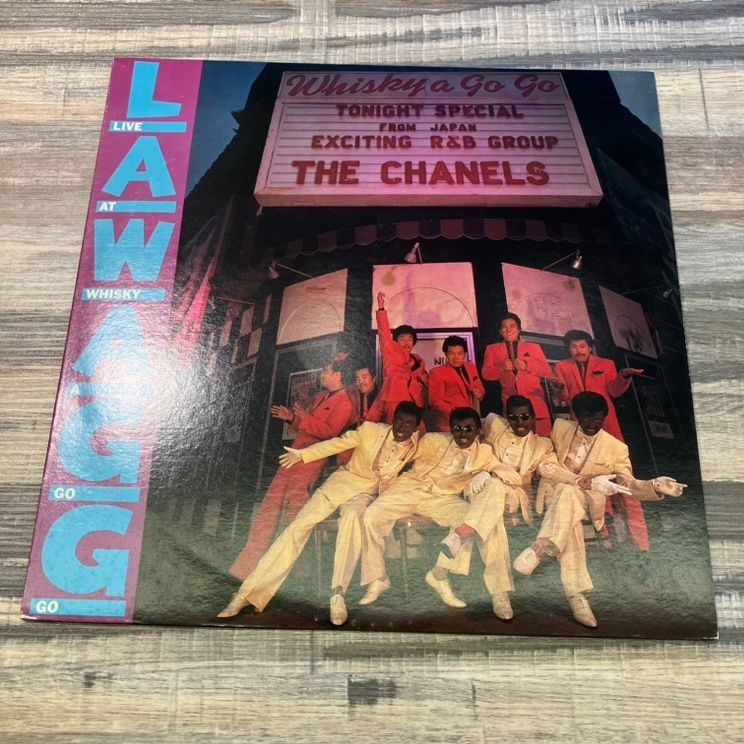 L
LIVE
A
AT
W
WHISKY
A
G
GO
G
GO
Whisky a Go Go
TONIGHT SPECIAL
FROM JAPAN
EXCITING R&B GROUP
THE CHANELS